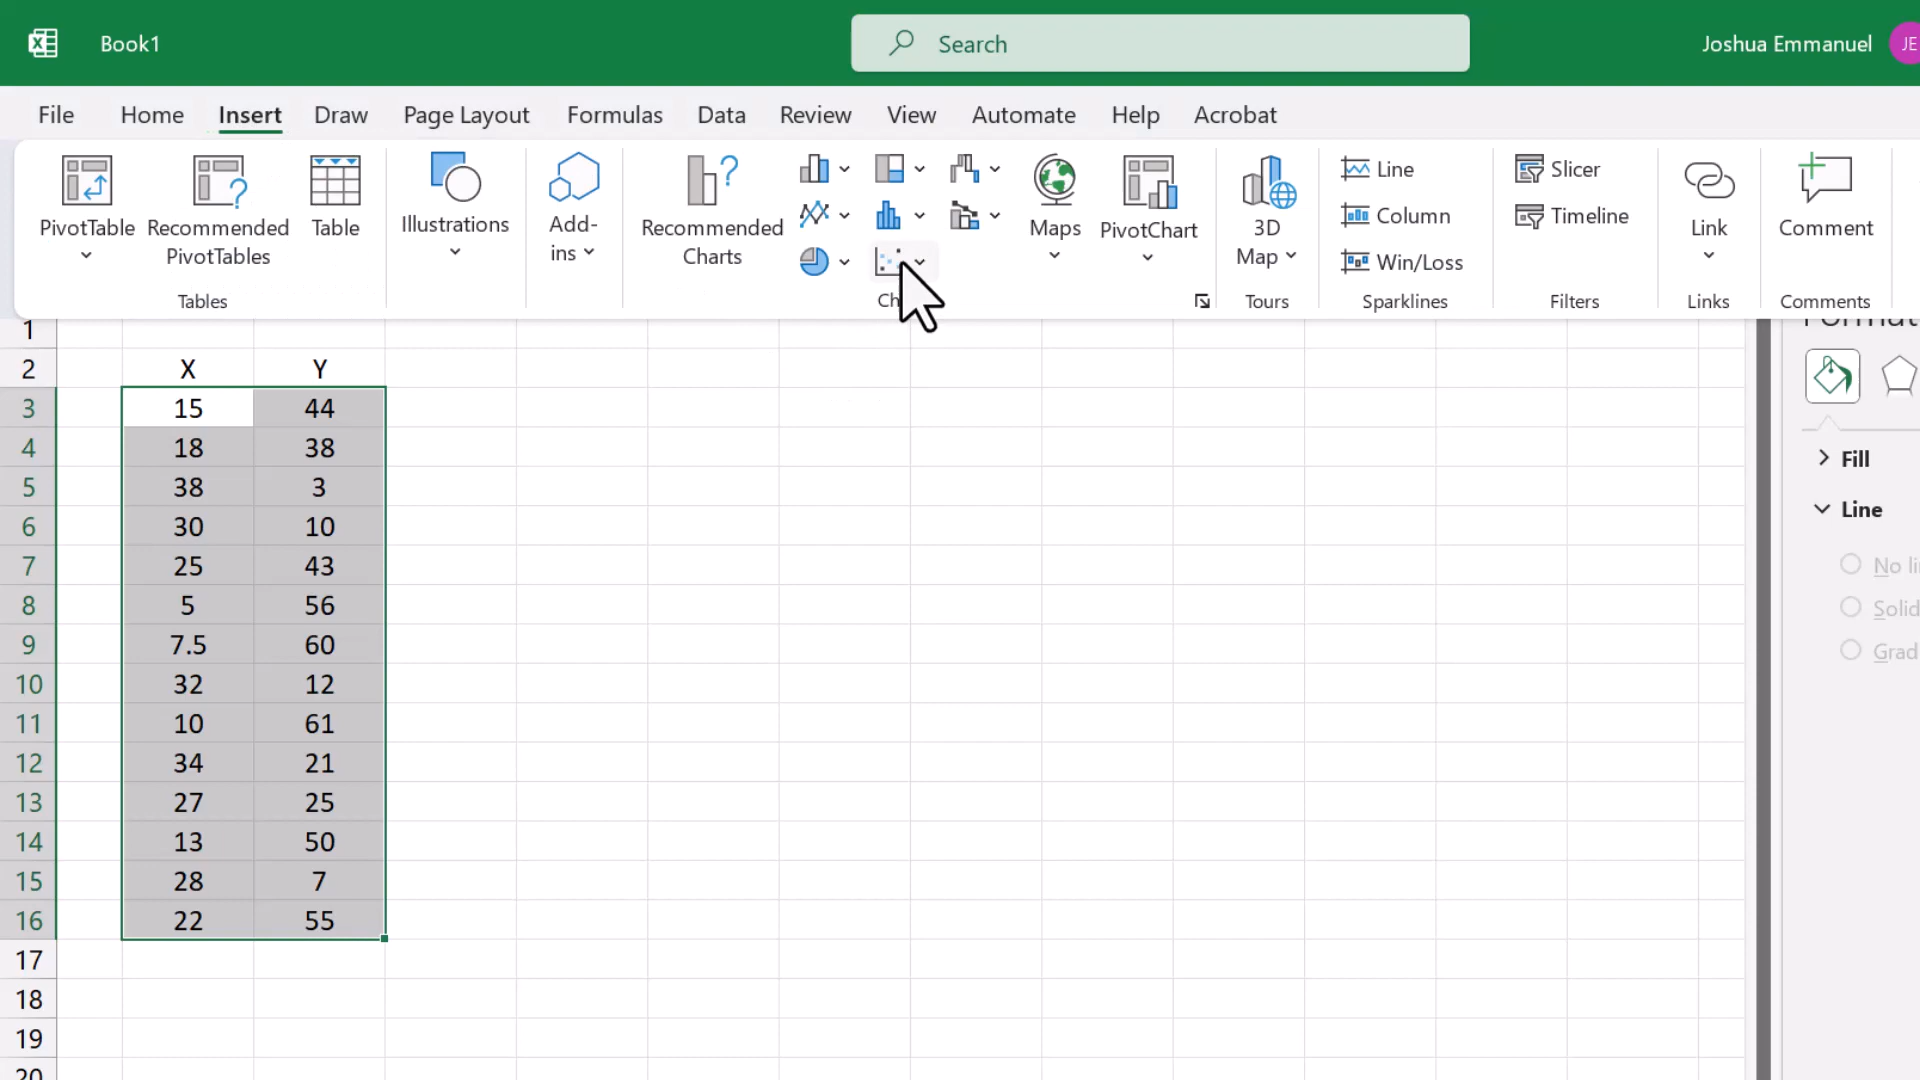 Book1
Search
Joshua Emmanuel
JE
File Home Insert Draw Page Layout Formulas Data Review View Automate Help Acrobat
PivotTable
Recommended
PivotTables
Table
Tables
Illustrations
Add-
ins
Recommended
Charts
Maps
PivotChart
3D
Map
Tours
Line
Column
Win/Loss
Sparklines
Slicer
Timeline
Filters
Link
Links
Comment
Comments
1
2 X Y
3 15 44
4 18 38
5 38 3
6 30 10
7 25 43
8 5 56
9 7.5 60
10 32 12
11 10 61
12 34 21
13 27 25
14 13 50
15 28 7
16 22 55
17
18
19
20
Fill
Line
No li
Solid
Grad